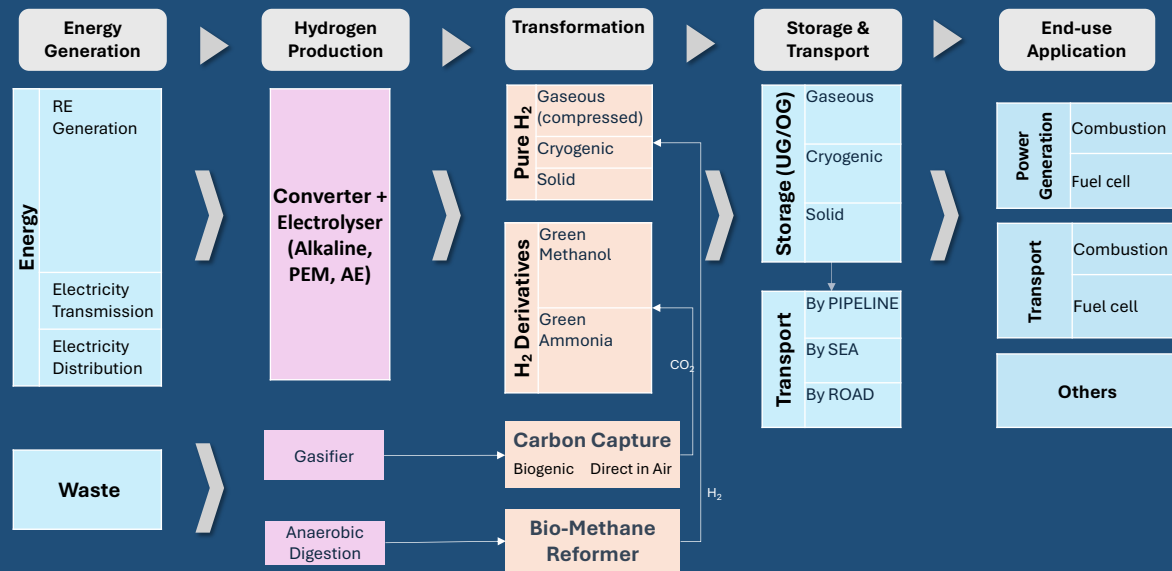 Energy
Generation
Hydrogen
Production
Transformation
Storage &
Transport
End-use
Application
Energy
RE
Generation
Electricity
Transmission
Electricity
Distribution
Waste
Converter +
Electrolyser
(Alkaline,
PEM, AE)
Gasifier
Anaerobic
Digestion
Pure H₂
Gaseous
(compressed)
Cryogenic
Solid
H₂ Derivatives
Green
Methanol
Green
Ammonia
CO₂
Carbon Capture
Biogenic Direct in Air
H₂
Bio-Methane
Reformer
Storage (UG/OG)
Gaseous
Cryogenic
Solid
Transport
By PIPELINE
By SEA
By ROAD
Power
Generation
Combustion
Fuel cell
Transport
Combustion
Fuel cell
Others